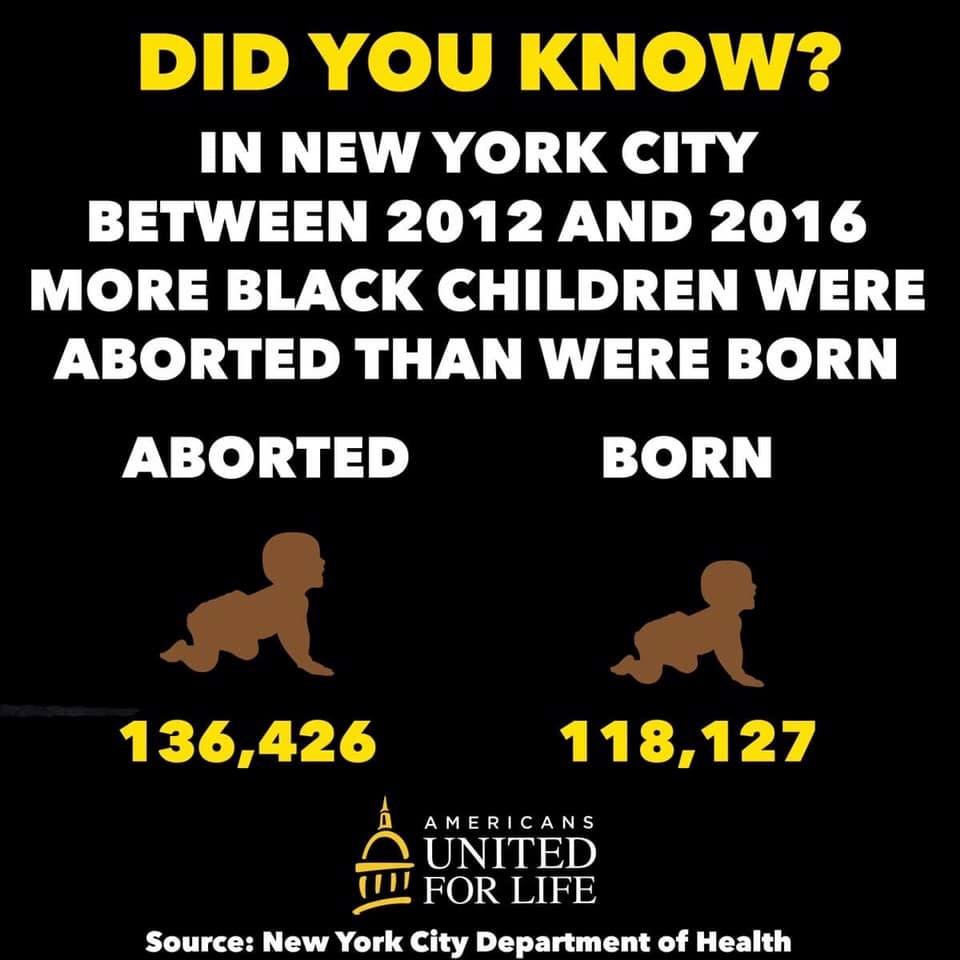 DID YOU KNOW?
IN NEW YORK CITY
BETWEEN 2012 AND 2016
MORE BLACK CHILDREN WERE
ABORTED THAN WERE BORN
ABORTED BORN
136,426 118,127
AMERICANS
UNITED
FOR LIFE
Source: New York City Department of Health